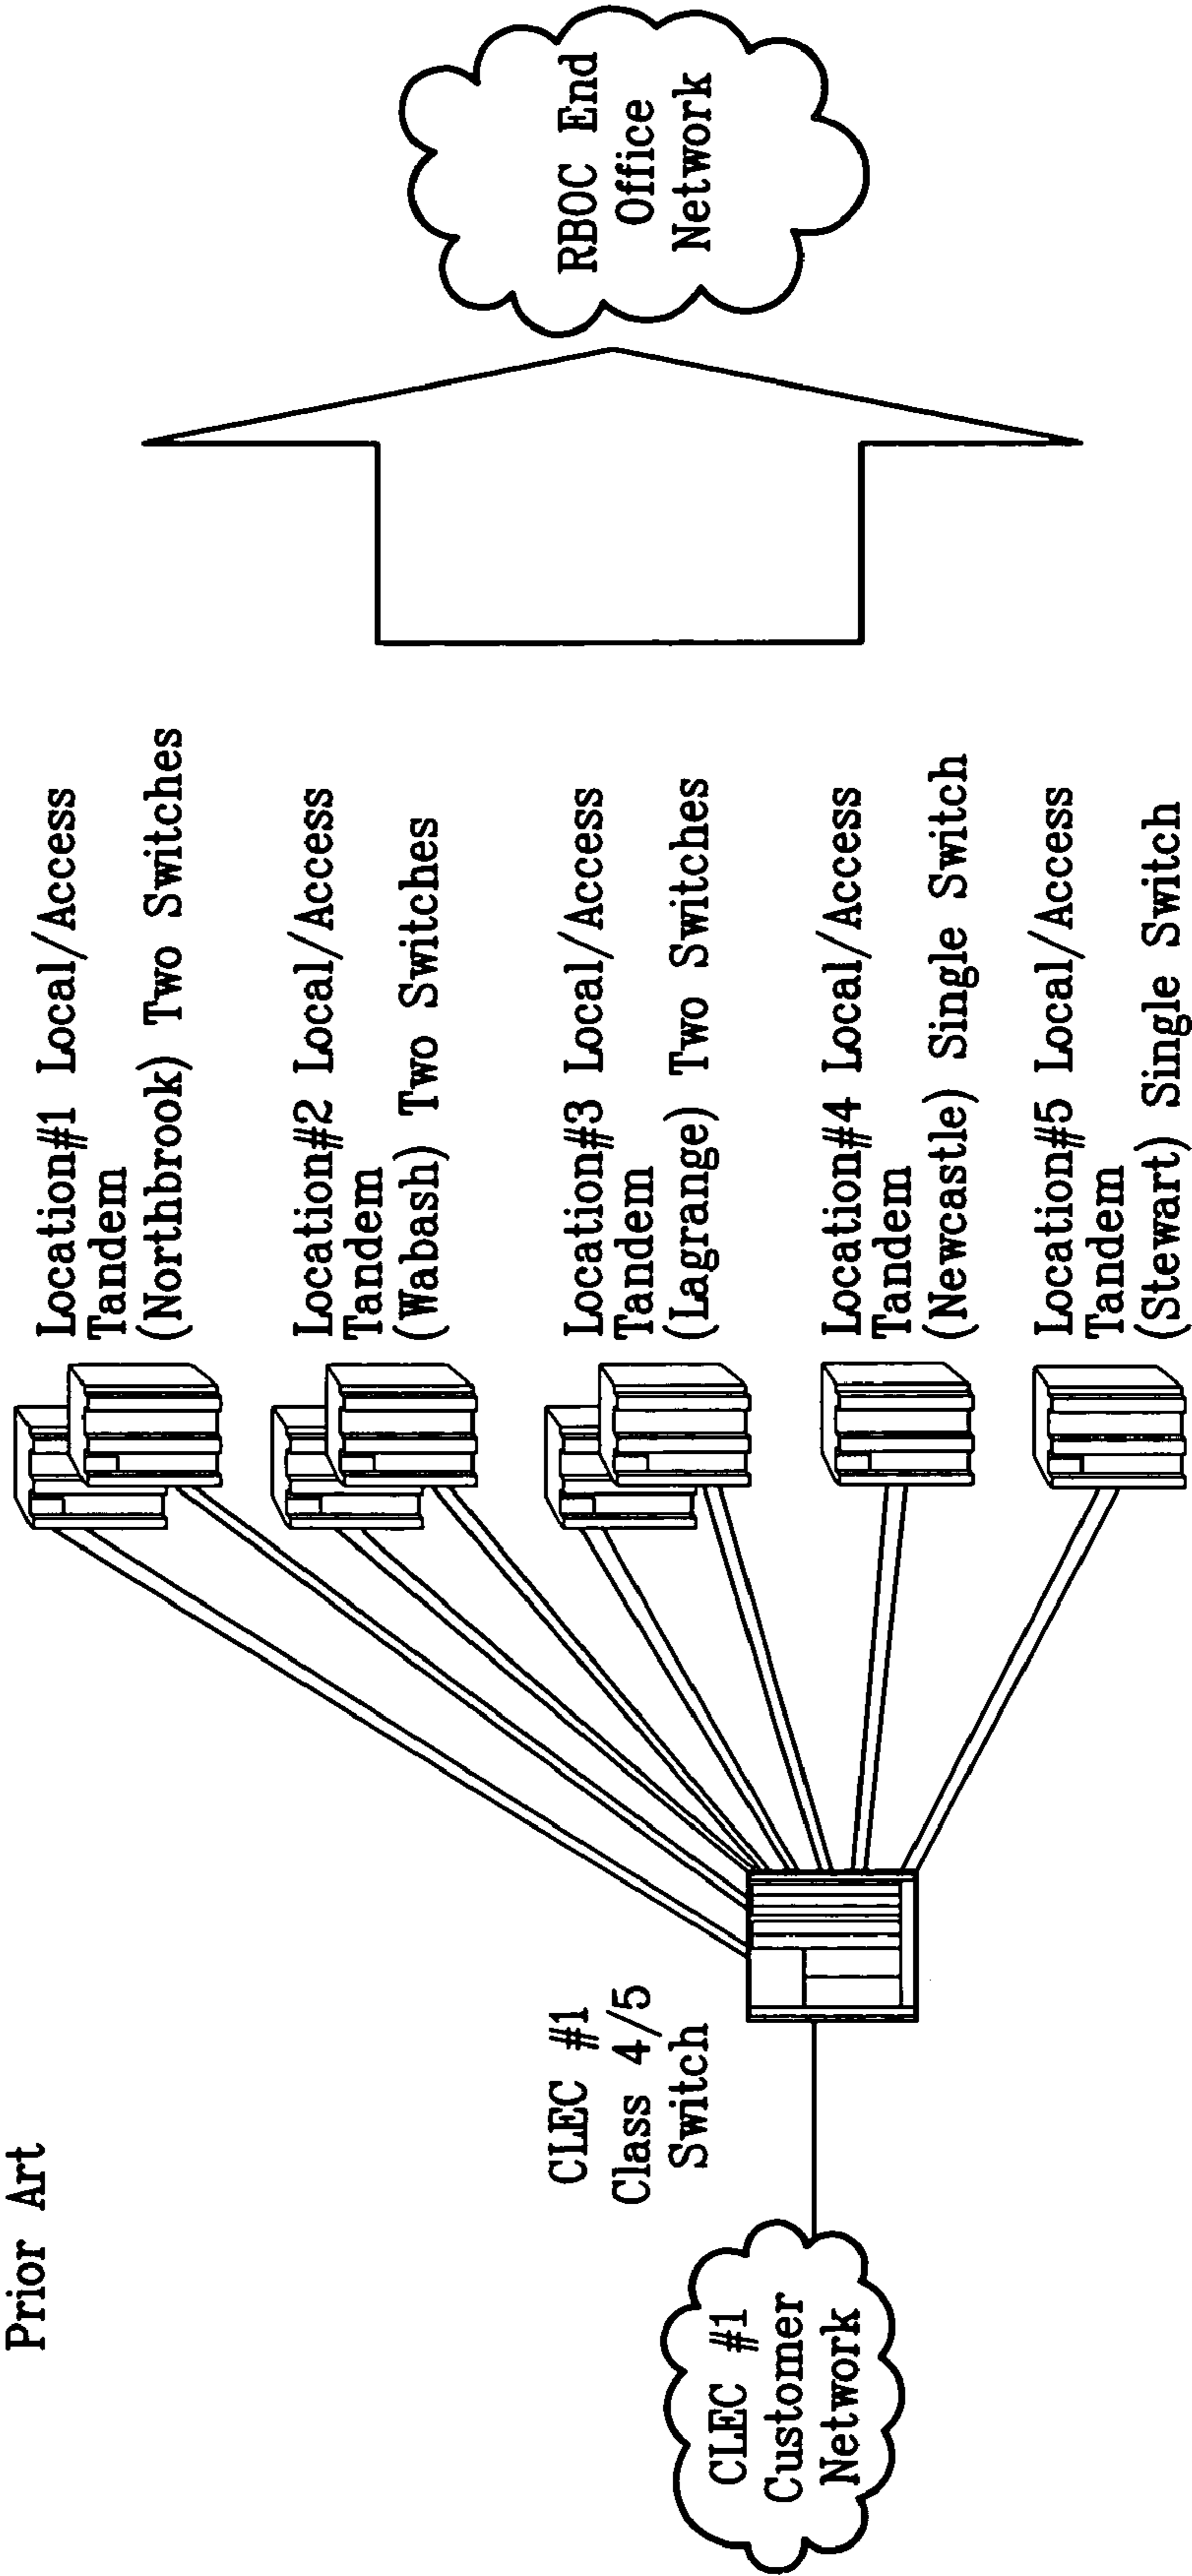 Prior Art
CLEC #1
Customer
Network
CLEC #1
Class 4/5
Switch
Location#1 Local/Access
Tandem
(Northbrook) Two Switches
Location#2 Local/Access
Tandem
(Wabash) Two Switches
Location#3 Local/Access
Tandem
(Lagrange) Two Switches
Location#4 Local/Access
Tandem
(Newcastle) Single Switch
Location#5 Local/Access
Tandem
(Stewart) Single Switch
RBOC End
Office
Network